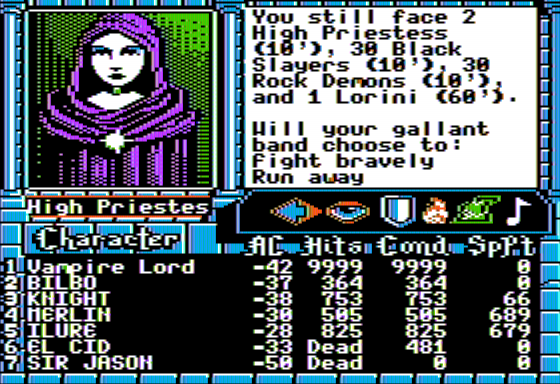 You still face 2
High Priestess
(10'), 30 Black
Slayers (10'), 30
Rock Demons (10'),
and 1 Lorini (60').
Will your gallant
band choose to:
fight bravely
Run away
High Priestes
Character AC Hits Cond SpPt
1 Vampire Lord -42 9999 9999 0
2 BILBO -37 364 364 0
3 KNIGHT -38 753 753 66
4 MERLIN -30 505 505 689
5 ILURE -28 825 825 679
6 EL CID -33 Dead 481 0
7 SIR JASON -50 Dead 0 0